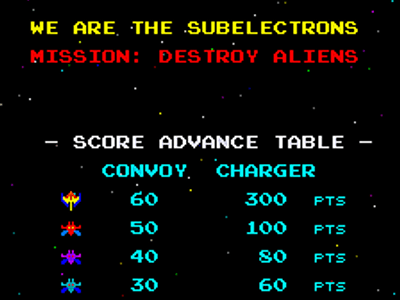 WE ARE THE SUBELECTRONS
MISSION: DESTROY ALIENS
- SCORE ADVANCE TABLE -
CONVOY CHARGER
60 300 PTS
50 100 PTS
40 80 PTS
30 60 PTS